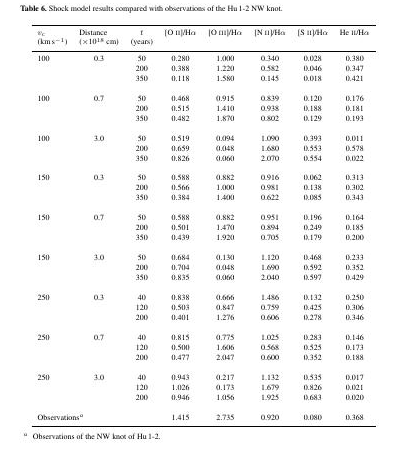 Table 6. Shock model results compared with observations of the Hu 1-2 NW knot.
vc Distance t [O II]/Hα [O III]/Hα [N II]/Hα [S II]/Hα He II/Hα
(km s−1) (×10^18 cm) (years)
100 0.3 50 0.280 1.000 0.340 0.028 0.380
200 0.388 1.220 0.582 0.046 0.347
350 0.118 1.580 0.145 0.018 0.421
100 0.7 50 0.468 0.915 0.839 0.120 0.176
200 0.515 1.410 0.938 0.188 0.181
350 0.482 1.870 0.802 0.129 0.193
100 3.0 50 0.519 0.094 1.090 0.393 0.011
200 0.659 0.048 1.680 0.553 0.578
350 0.826 0.060 2.070 0.554 0.022
150 0.3 50 0.588 0.882 0.916 0.062 0.313
200 0.566 1.000 0.981 0.138 0.302
350 0.384 1.400 0.622 0.085 0.343
150 0.7 50 0.588 0.882 0.951 0.196 0.164
200 0.501 1.470 0.894 0.249 0.185
350 0.439 1.920 0.705 0.179 0.200
150 3.0 50 0.684 0.130 1.120 0.468 0.233
200 0.704 0.048 1.690 0.592 0.352
350 0.835 0.060 2.040 0.597 0.429
250 0.3 40 0.838 0.666 1.486 0.132 0.250
120 0.503 0.847 0.759 0.425 0.306
200 0.401 1.276 0.606 0.278 0.346
250 0.7 40 0.815 0.775 1.025 0.283 0.146
120 0.500 1.606 0.568 0.525 0.173
200 0.477 2.047 0.600 0.352 0.188
250 3.0 40 0.943 0.217 1.132 0.535 0.017
120 1.026 0.173 1.679 0.826 0.021
200 0.946 1.056 1.925 0.683 0.020
Observations^a 1.415 2.735 0.920 0.080 0.368
a Observations of the NW knot of Hu 1-2.